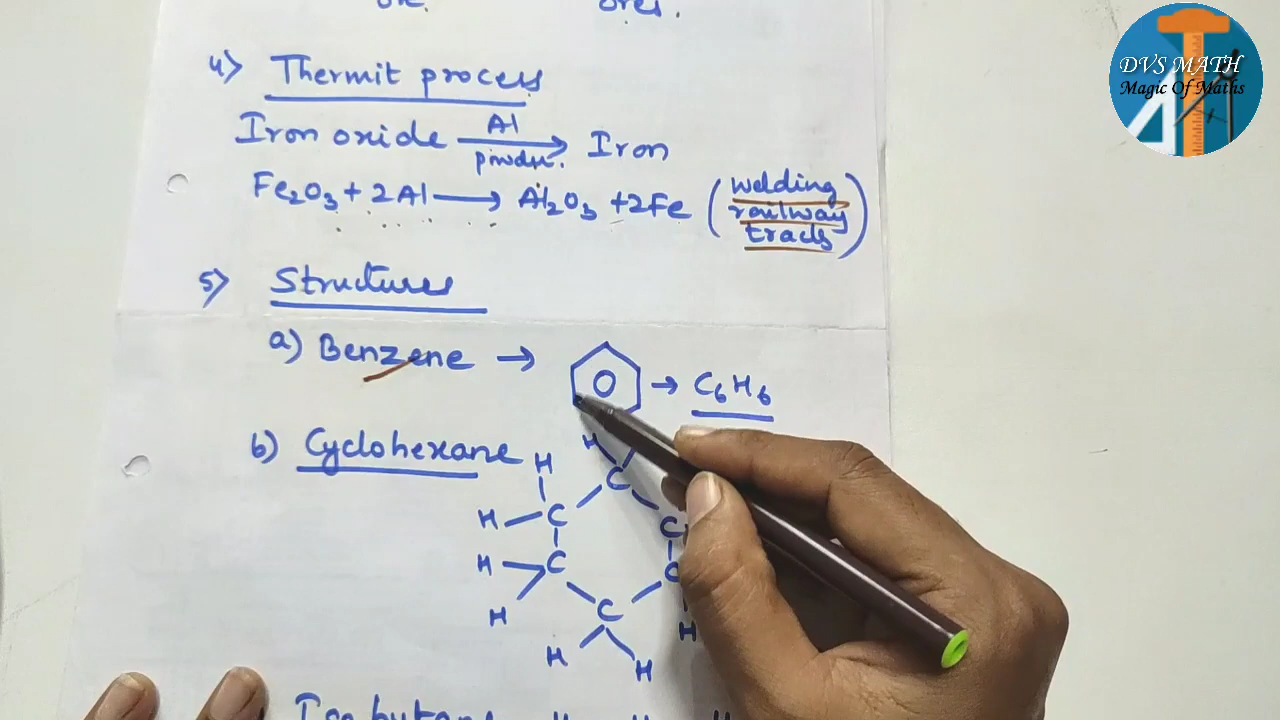 DVS MATH
Magic Of Maths
ores.
4) Thermit process
Iron oxide Al powder. → Iron
Fe2O3 + 2Al → Al2O3 + 2Fe (welding railway tracks)
5) Structures
a) Benzene → → C6H6
b) Cyclohexane
H
H
C
H C C
H C C
H C H
H H
H H H